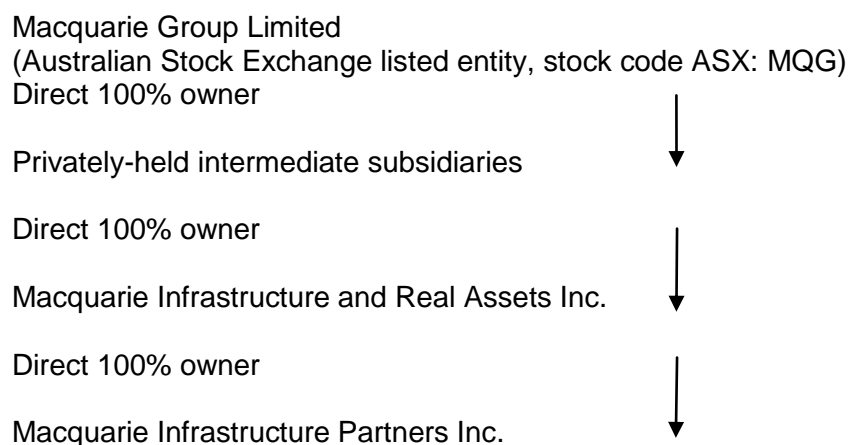 Macquarie Group Limited
(Australian Stock Exchange listed entity, stock code ASX: MQG)
Direct 100% owner
Privately-held intermediate subsidiaries
Direct 100% owner
Macquarie Infrastructure and Real Assets Inc.
Direct 100% owner
Macquarie Infrastructure Partners Inc.